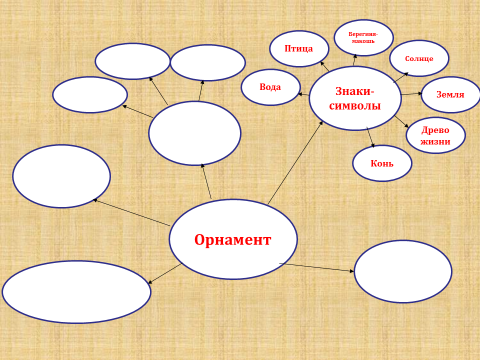 Берегиня-
макошь
Птица
Солнце
Вода
Знаки-
символы
Земля
Древо
жизни
Конь
Орнамент